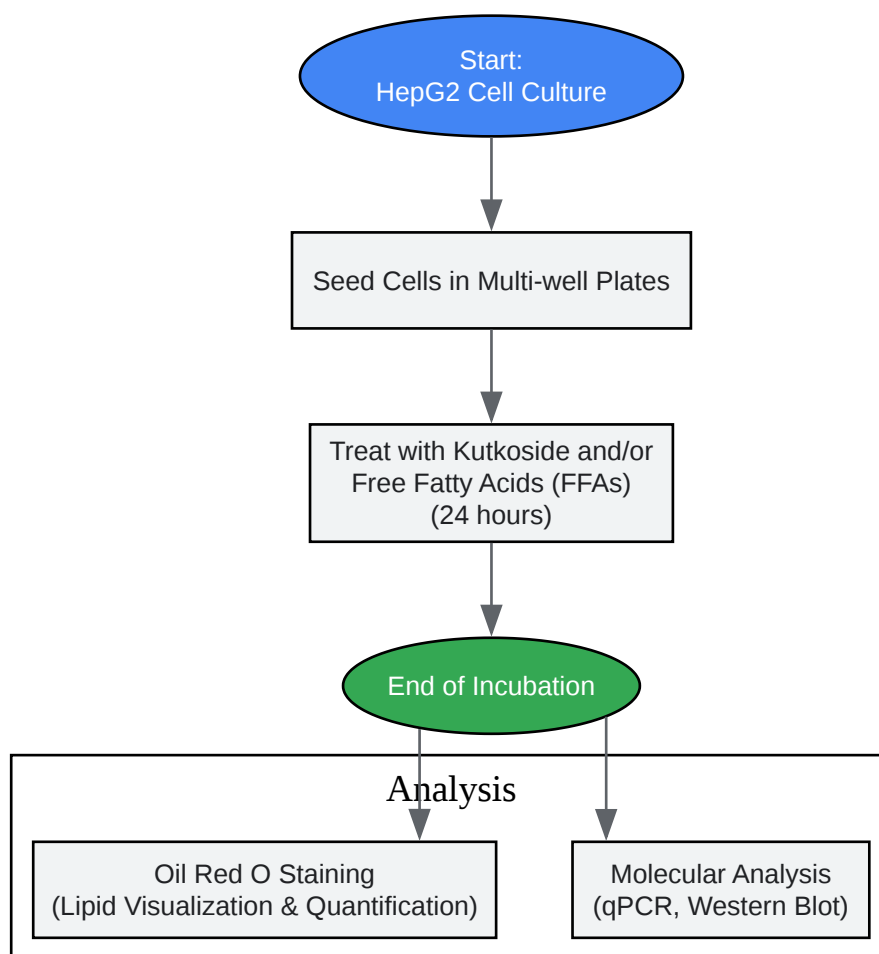 Start:
HepG2 Cell Culture
Seed Cells in Multi-well Plates
Treat with Kutkoside and/or
Free Fatty Acids (FFAs)
(24 hours)
End of Incubation
Analysis
Oil Red O Staining
(Lipid Visualization & Quantification)
Molecular Analysis
(qPCR, Western Blot)